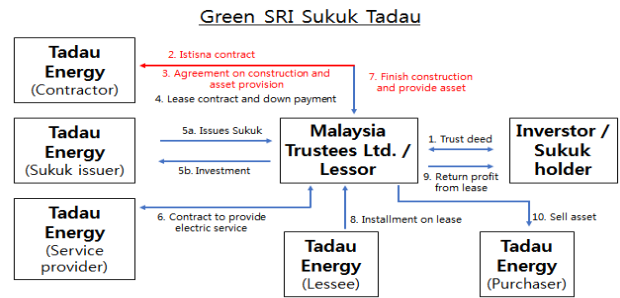 Green SRI Sukuk Tadau
Tadau
Energy
(Contractor)
2. Istisna contract
3. Agreement on construction and
asset provision
4. Lease contract and down payment
7. Finish construction
and provide asset
Tadau
Energy
(Sukuk issuer)
5a. Issues Sukuk
5b. Investment
Malaysia
Trustees Ltd. /
Lessor
1. Trust deed
9. Return profit
from lease
Inverstor /
Sukuk
holder
Tadau
Energy
(Service
provider)
6. Contract to provide
electric service
8. Installment on lease
10. Sell asset
Tadau
Energy
(Lessee)
Tadau
Energy
(Purchaser)